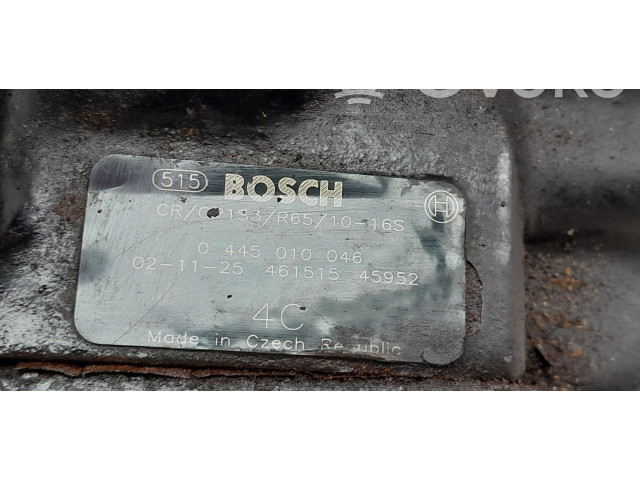 515 BOSCH
CR/CP1S3/R65/10-16S
0 445 010 046
02-11-25 461515 45952
4C
Made in Czech Republic